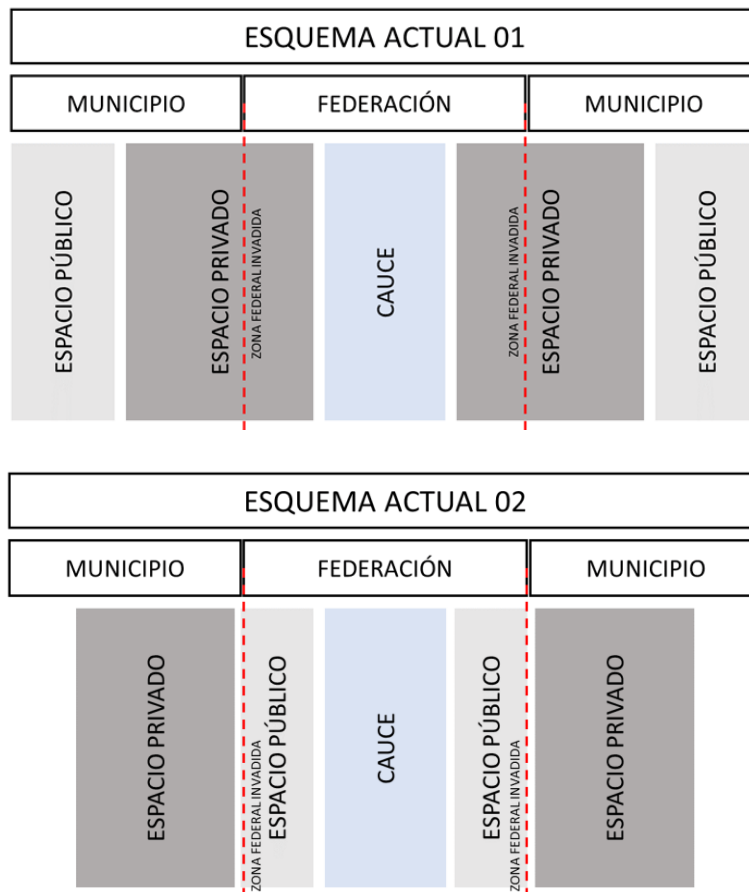 ESQUEMA ACTUAL 01
MUNICIPIO
FEDERACIÓN
MUNICIPIO
ESPACIO PÚBLICO
ESPACIO PRIVADO
ZONA FEDERAL INVADIDA
CAUCE
ZONA FEDERAL INVADIDA
ESPACIO PRIVADO
ESPACIO PÚBLICO
ESQUEMA ACTUAL 02
MUNICIPIO
FEDERACIÓN
MUNICIPIO
ESPACIO PRIVADO
ZONA FEDERAL INVADIDA
ESPACIO PÚBLICO
CAUCE
ESPACIO PÚBLICO
ZONA FEDERAL INVADIDA
ESPACIO PRIVADO